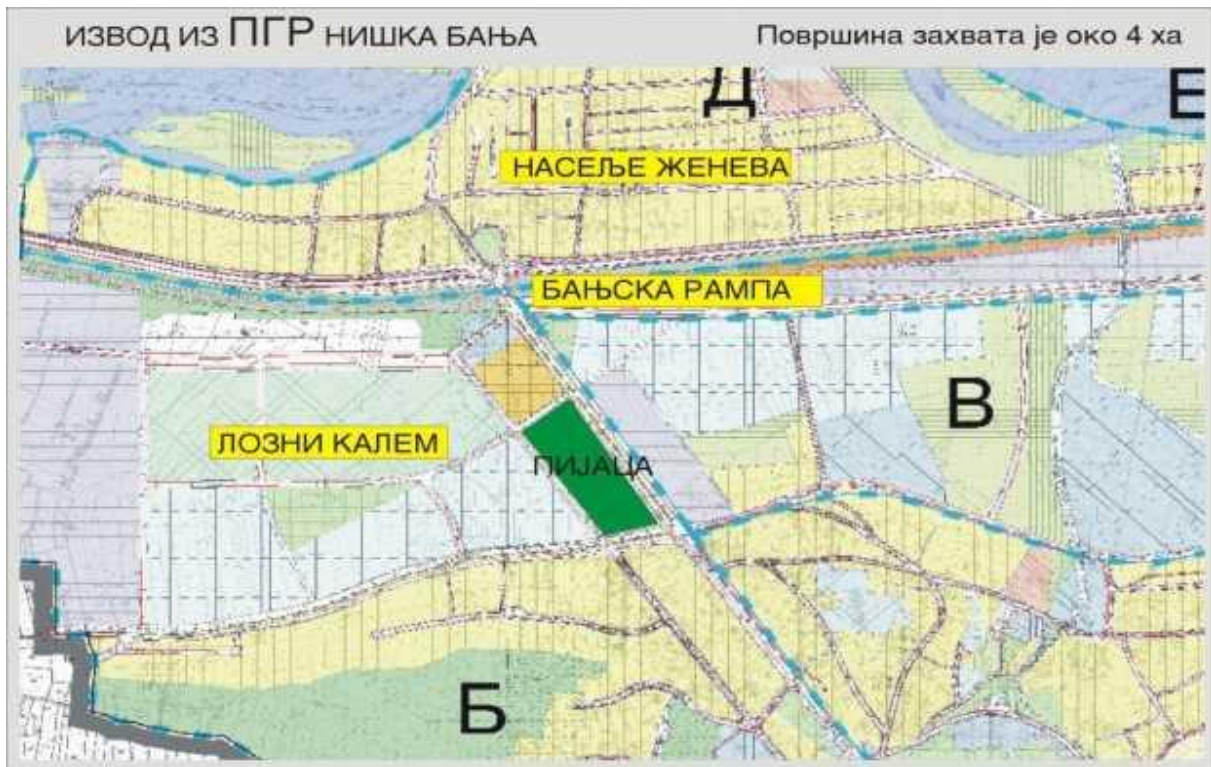 ИЗВОД ИЗ ПГР НИШКА БАЊА
Површина захвата је око 4 ха
Д
Е
НАСЕЉЕ ЖЕНЕВА
БАЊСКА РАМПА
В
ЛОЗНИ КАЛЕМ
ПИЈАЦА
Б